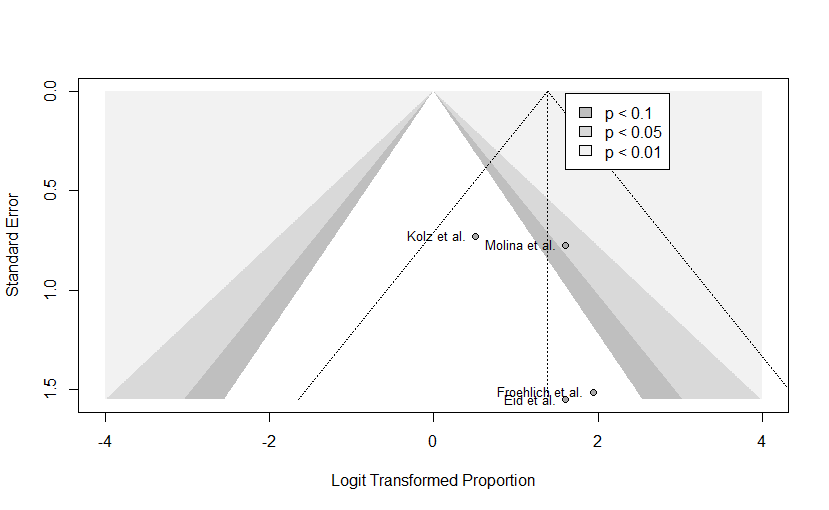 0.0
0.5
1.0
1.5
Standard Error
p < 0.1
p < 0.05
p < 0.01
Kolz et al.
Molina et al.
Froehlich et al.
Eid et al.
-4
-2
0
2
4
Logit Transformed Proportion